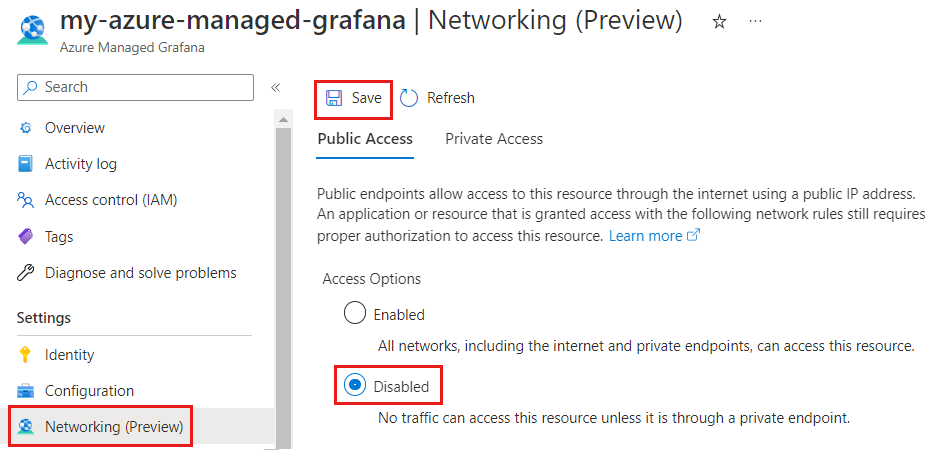 my-azure-managed-grafana | Networking (Preview) ☆ ···
Azure Managed Grafana
Search «
Overview
Activity log
Access control (IAM)
Tags
Diagnose and solve problems
Settings
Identity
Configuration
Networking (Preview)
Save Refresh
Public Access Private Access
Public endpoints allow access to this resource through the internet using a public IP address.
An application or resource that is granted access with the following network rules still requires
proper authorization to access this resource. Learn more
Access Options
Enabled
All networks, including the internet and private endpoints, can access this resource.
Disabled
No traffic can access this resource unless it is through a private endpoint.